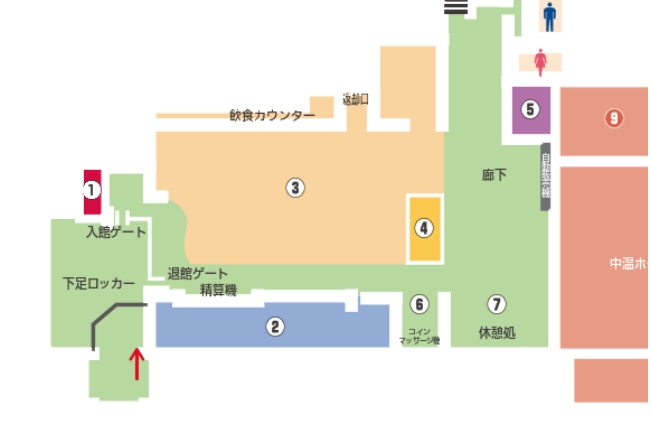 ⑤
⑨
返却口
飲食カウンター
自動販売機
廊下
①
③
④
入館ゲート
退館ゲート
下足ロッカー
精算機
中温ホ
⑥
⑦
②
コイン
マッサージ機
休憩処